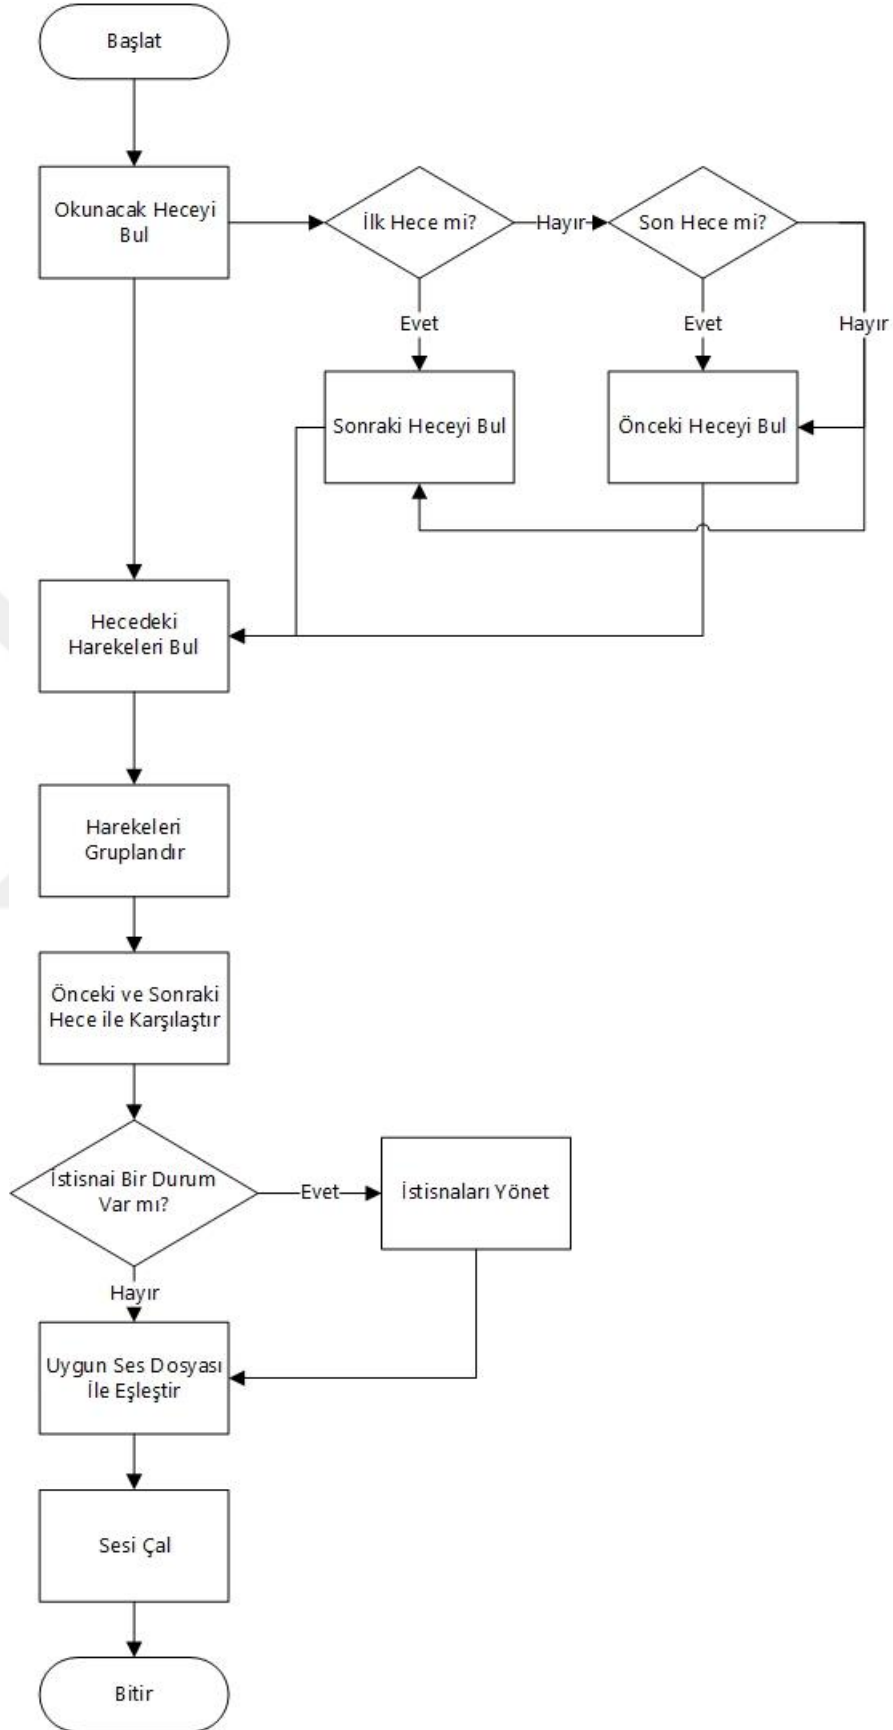 Başlat
Okunacak Heceyi
Bul
İlk Hece mi?
Hayır
Son Hece mi?
Evet
Evet
Hayır
Sonraki Heceyi Bul
Önceki Heceyi Bul
Hecedeki
Harekeleri Bul
Harekeleri
Gruplandır
Önceki ve Sonraki
Hece ile Karşılaştır
İstisnai Bir Durum
Var mı?
Evet
İstisnaları Yönet
Hayır
Uygun Ses Dosyası
İle Eşleştir
Sesi Çal
Bitir